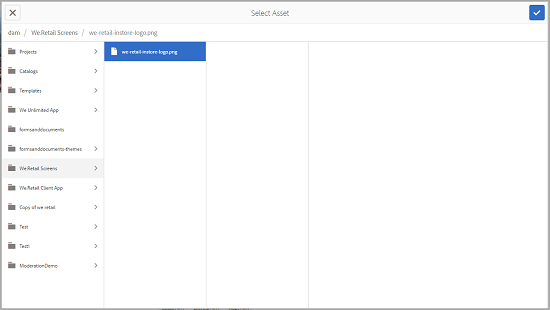 Select Asset
dam / We.Retail Screens / we-retail-instore-logo.png
Projects
we-retail-instore-logo.png
Catalogs
Templates
We Unlimited App
formsanddocuments
formsanddocuments-themes
We.Retail Screens
We.Retail Client App
Copy of we retail
Test
Tech
ModerationDemo